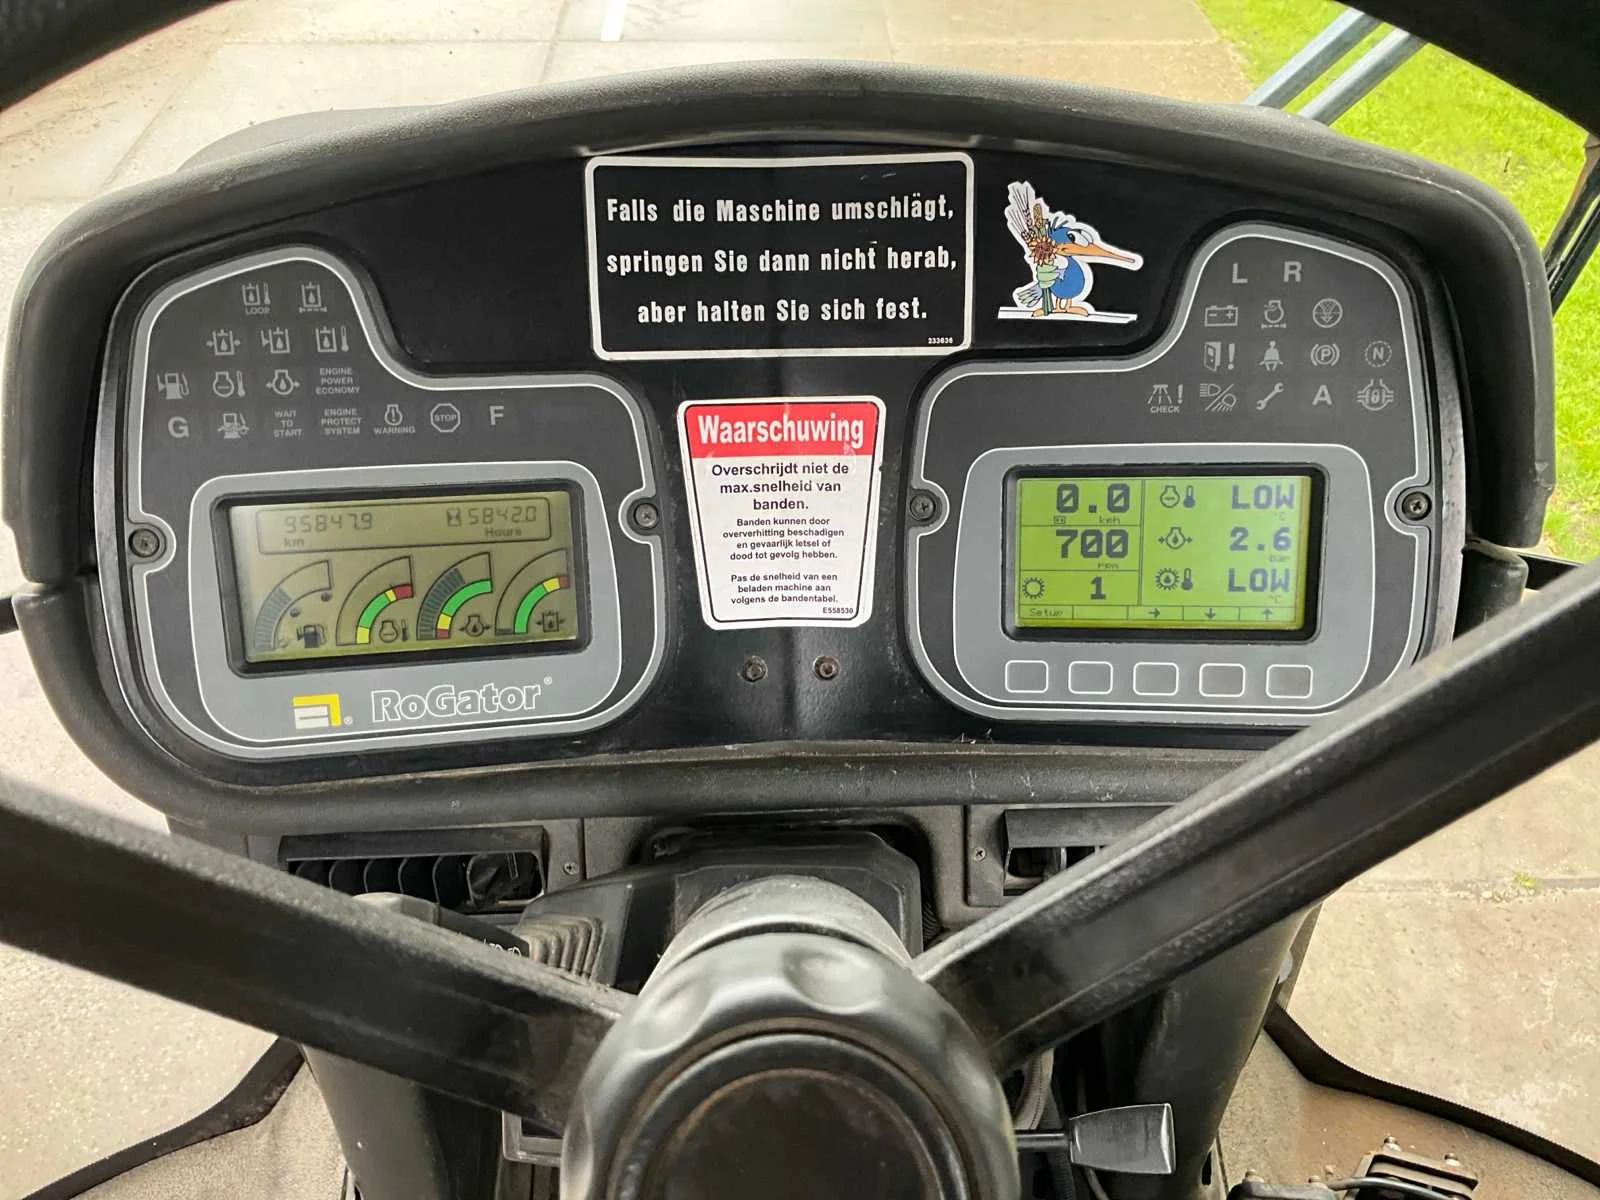 Falls die Maschine umschlägt,
springen Sie dann nicht herab,
aber halten Sie sich fest.
233636
L R
LOOP
ENGINE
POWER
ECONOMY
G
WAIT
TO
START
ENGINE
PROTECT
SYSTEM
WARNING
STOP
F
Waarschuwing
Overschrijdt niet de
max.snelheid van
banden.
Banden kunnen door
oververhitting beschadigen
en gevaarlijk letsel of
dood tot gevolg hebben.
Pas de snelheid van een
beladen machine aan
volgens de bandentabel.
E558530
P
N
CHECK
A
95847.9
km
5842.0
Hours
RoGator®
0.0
kmh
700
rpm
1
LOW
°C
2.6
bar
LOW
°C
Setup → ↓ ↑